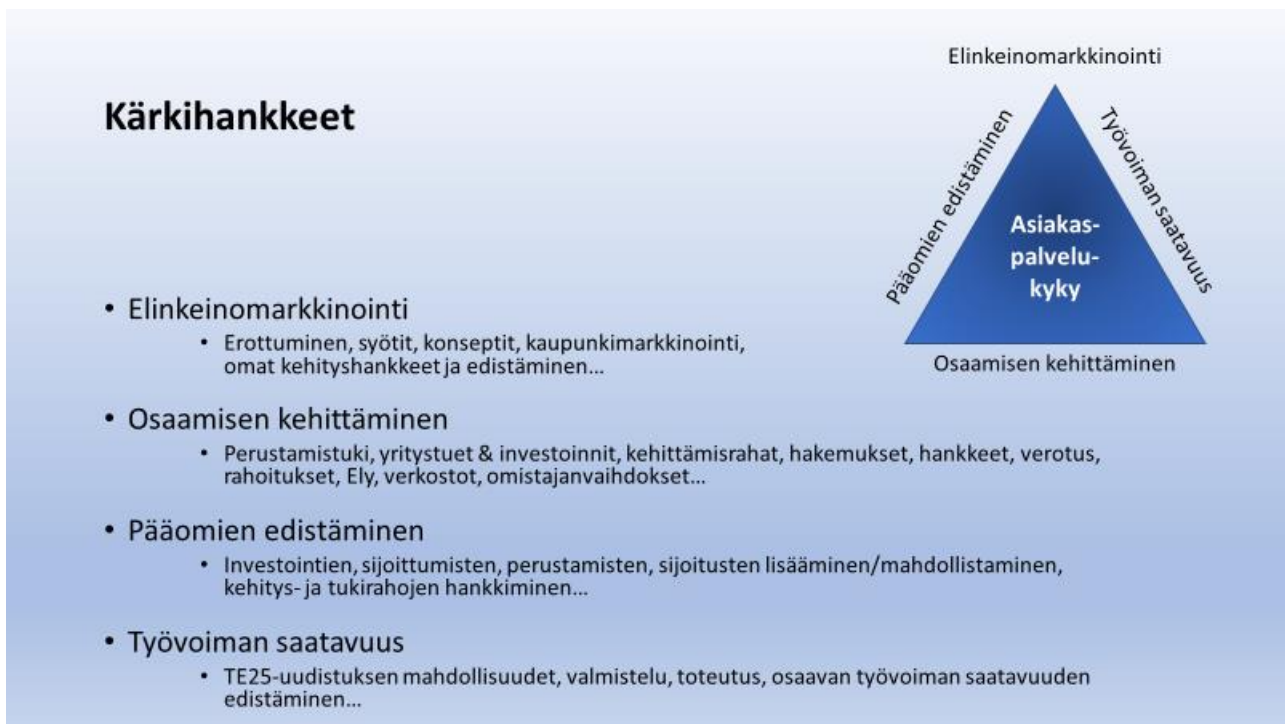 Kärkihankkeet
Elinkeinomarkkinointi
Pääomien edistäminen
Työvoiman saatavuus
Asiakas-
palvelu-
kyky
Osaamisen kehittäminen
• Elinkeinomarkkinointi
• Erottuminen, syötit, konseptit, kaupunkimarkkinointi,
omat kehityshankkeet ja edistäminen...
• Osaamisen kehittäminen
• Perustamistuki, yritystuet & investoinnit, kehittämisrahat, hakemukset, hankkeet, verotus,
rahoitukset, Ely, verkostot, omistajanvaihdokset...
• Pääomien edistäminen
• Investointien, sijoittumisten, perustamisten, sijoitusten lisääminen/mahdollistaminen,
kehitys- ja tukirahojen hankkiminen...
• Työvoiman saatavuus
• TE25-uudistuksen mahdollisuudet, valmistelu, toteutus, osaavan työvoiman saatavuuden
edistäminen...